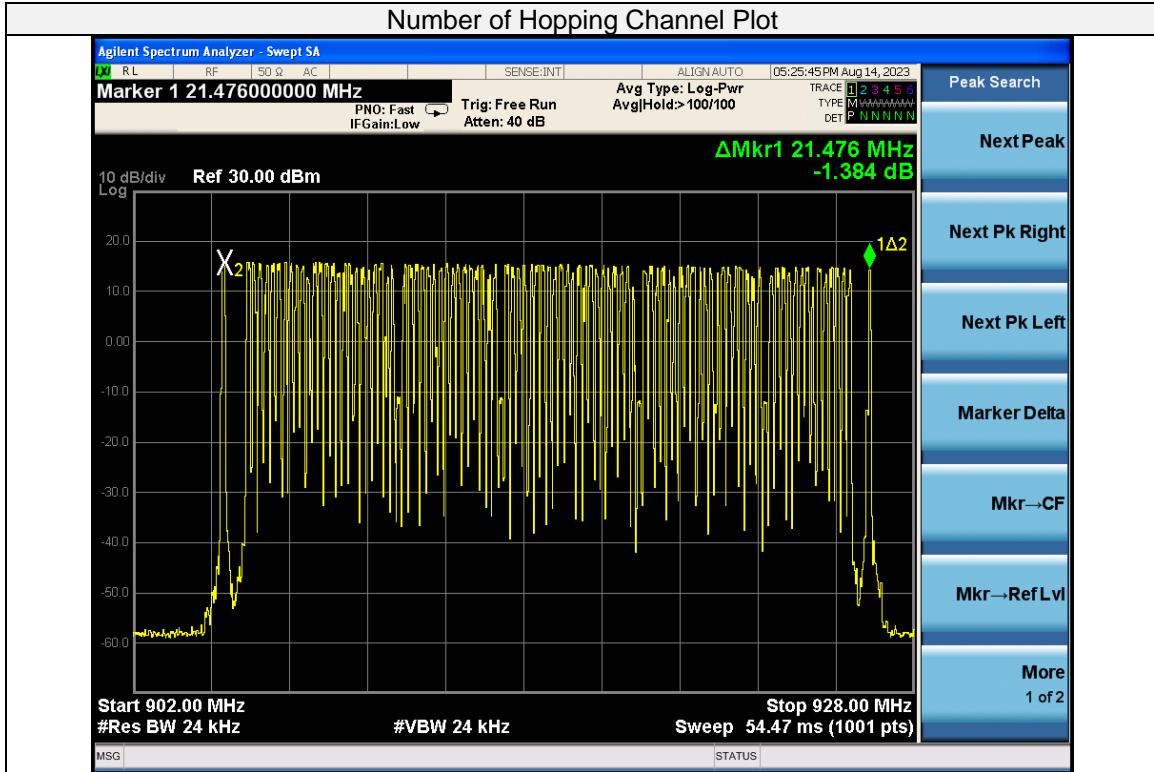 Number of Hopping Channel Plot
Agilent Spectrum Analyzer - Swept SA
LXI RL RF 50 Ω AC SENSE:INT ALIGN AUTO 05:25:45 PM Aug 14, 2023
Marker 1 21.476000000 MHz
PNO: Fast
IFGain:Low
Trig: Free Run
Atten: 40 dB
Avg Type: Log-Pwr
Avg|Hold:>100/100
TRACE 1 2 3 4 5 6
TYPE M
DET P N N N N N
Peak Search
ΔMkr1 21.476 MHz
-1.384 dB
10 dB/div Ref 30.00 dBm
Log
20.0
10.0
0.00
-10.0
-20.0
-30.0
-40.0
-50.0
-60.0
X2
1Δ2
Start 902.00 MHz
Stop 928.00 MHz
#Res BW 24 kHz
#VBW 24 kHz
Sweep 54.47 ms (1001 pts)
MSG
STATUS
Next Peak
Next Pk Right
Next Pk Left
Marker Delta
Mkr→CF
Mkr→Ref Lvl
More
1 of 2